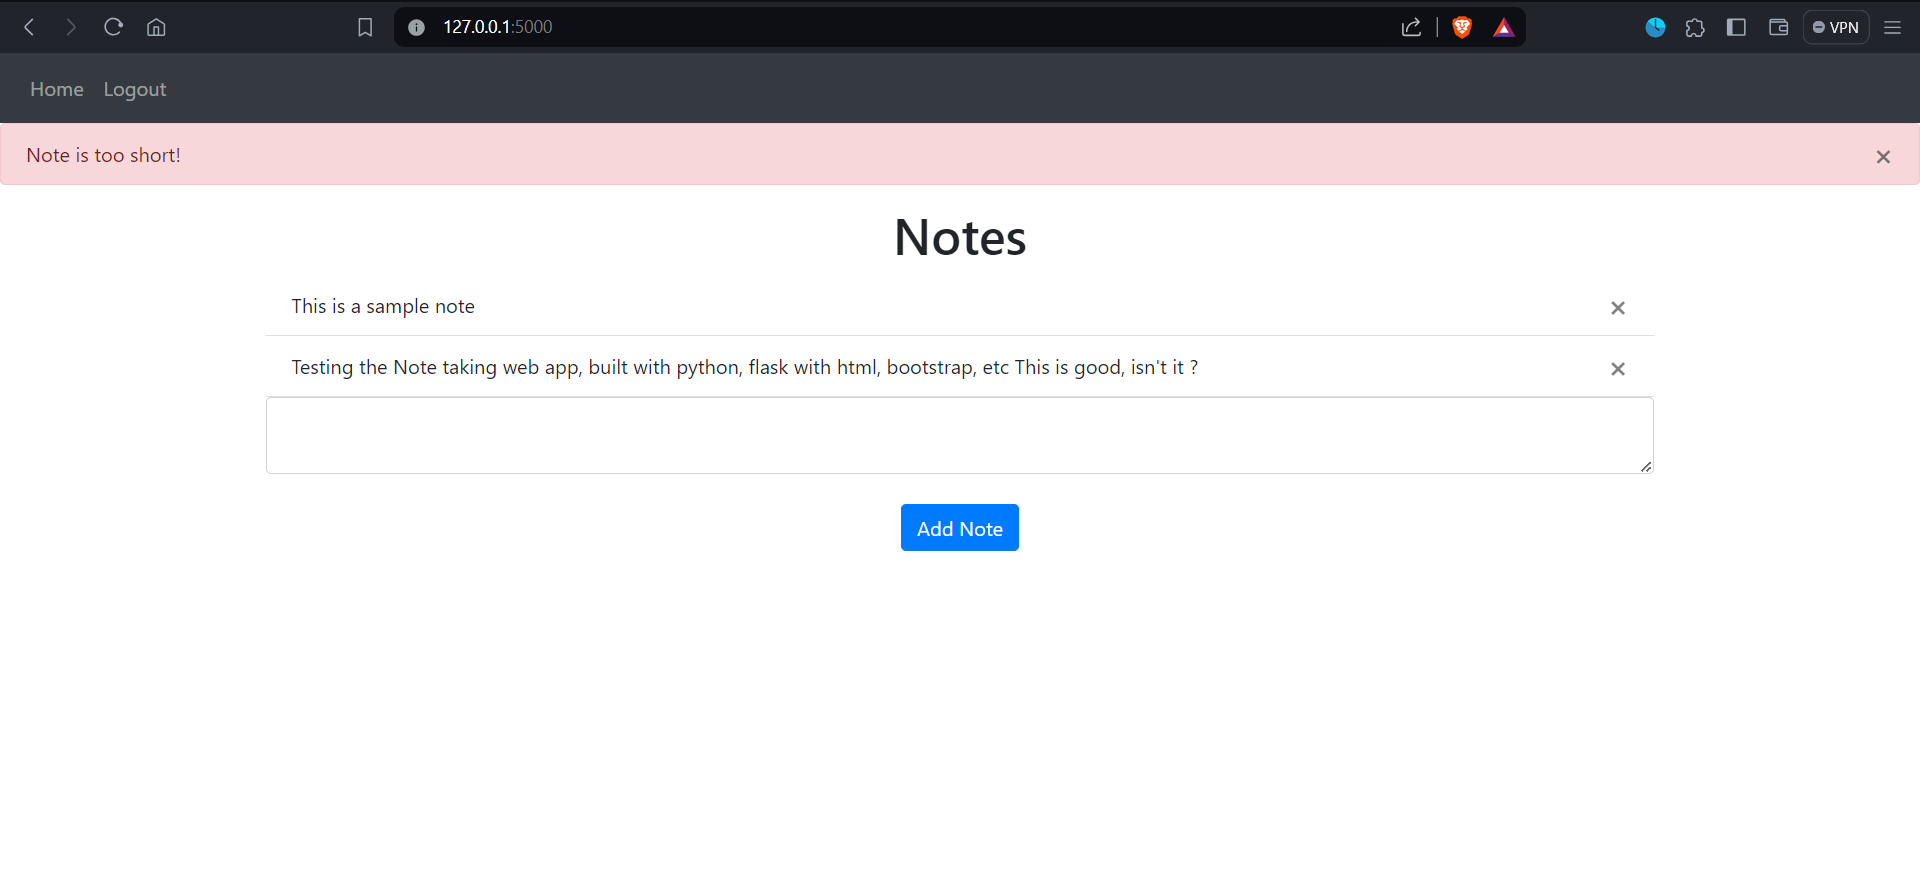 127.0.0.1:5000
VPN
Home Logout
Note is too short!
Notes
This is a sample note
Testing the Note taking web app, built with python, flask with html, bootstrap, etc This is good, isn't it ?
Add Note